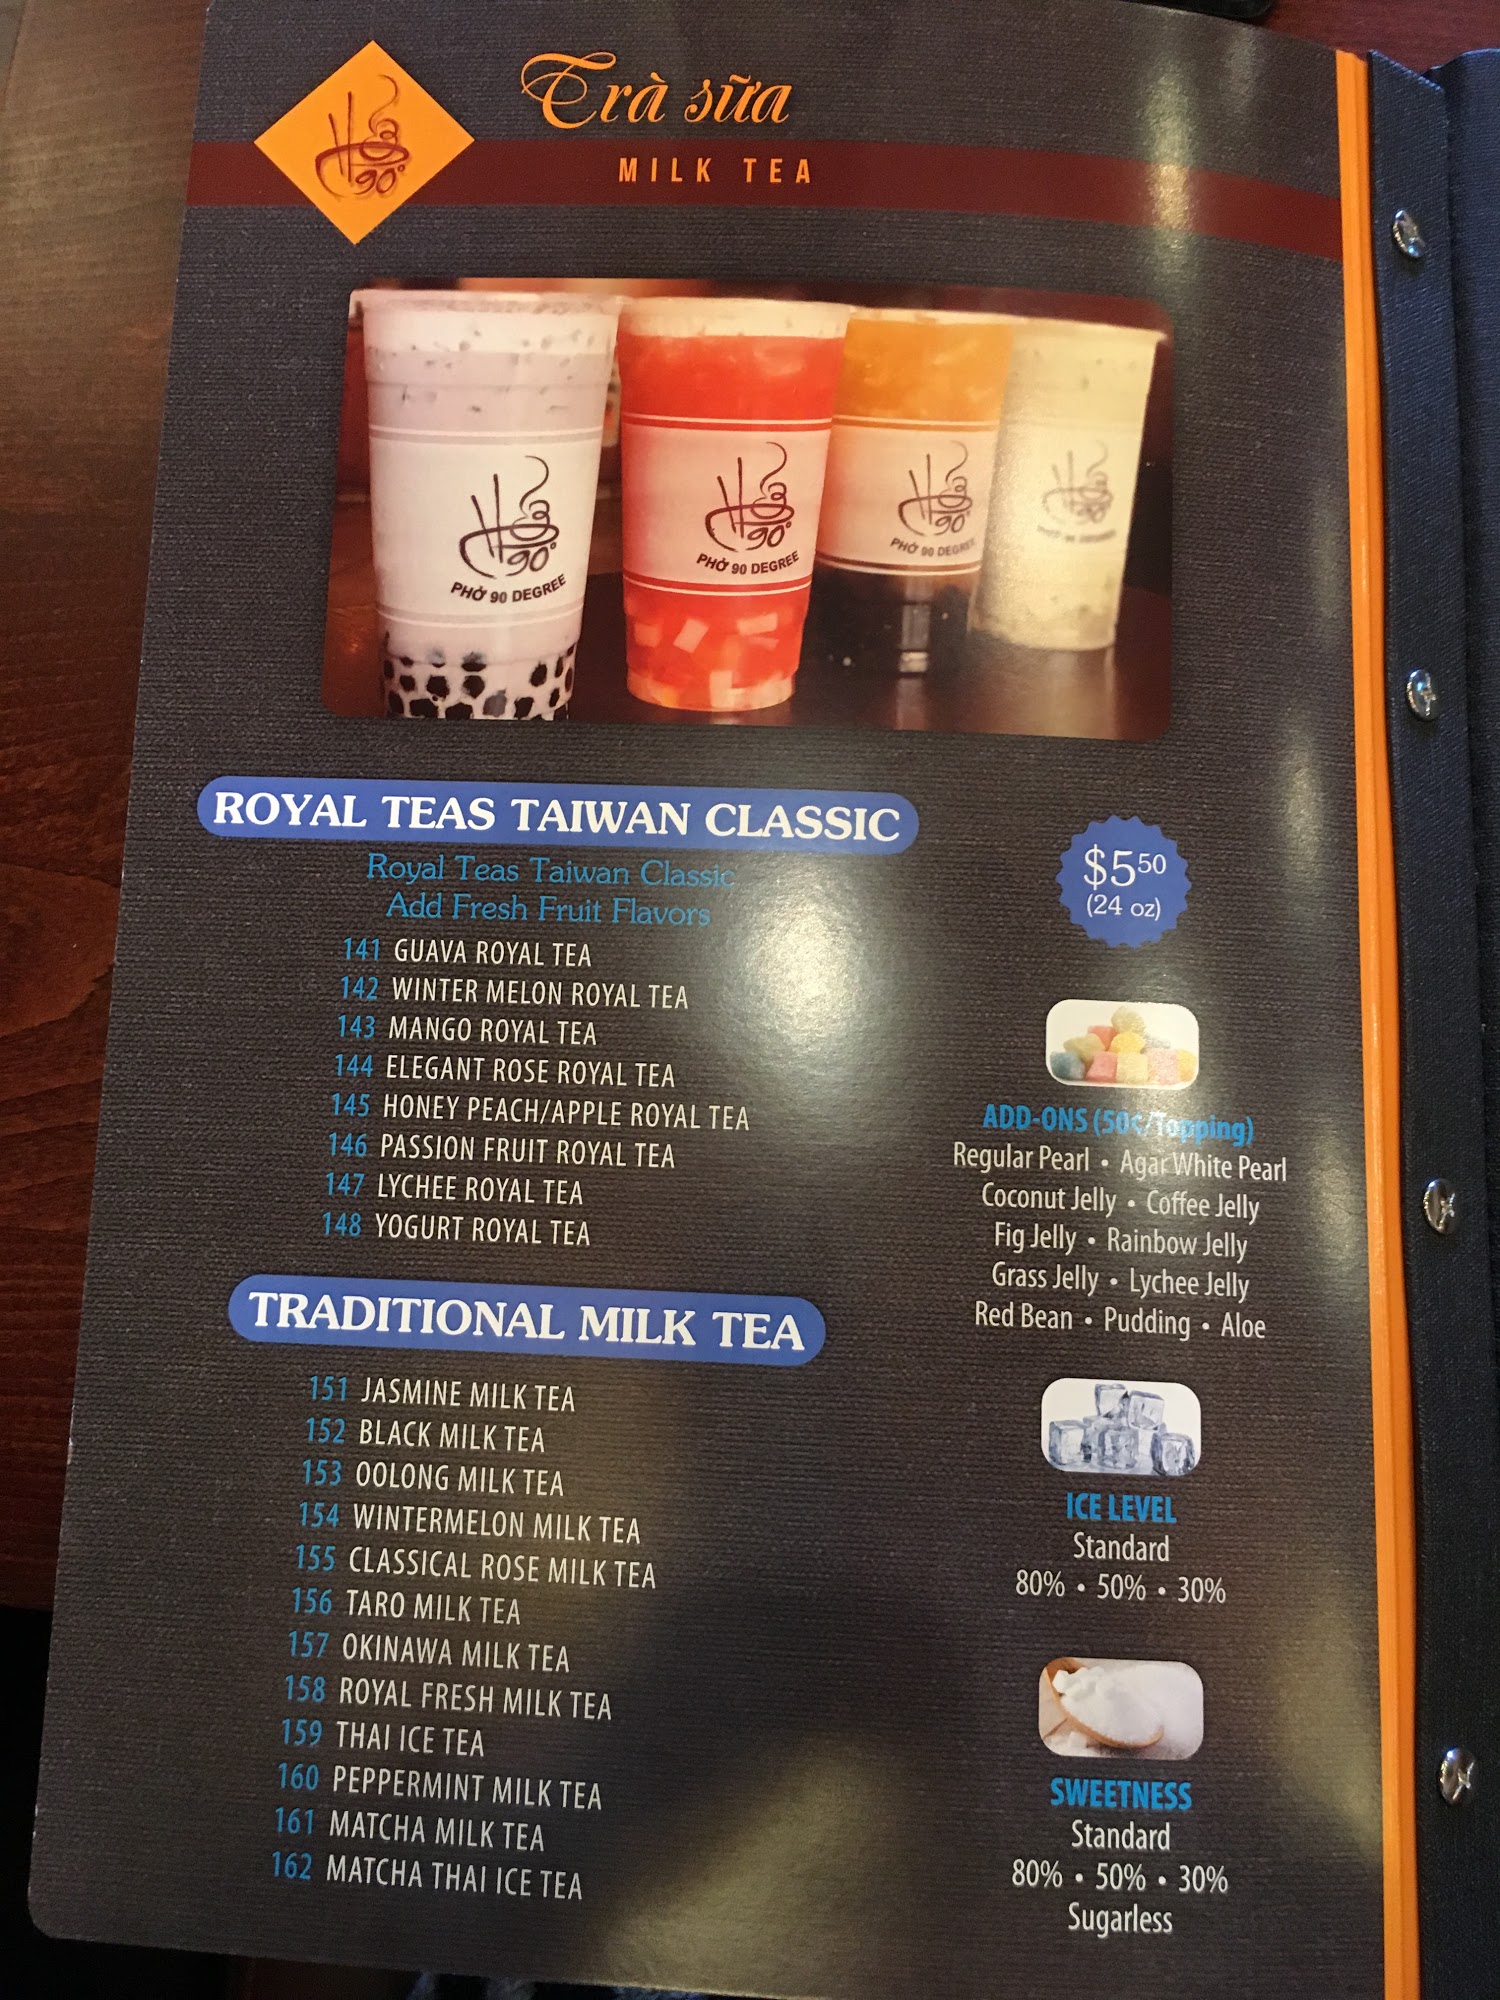 90°
Trà sữa
MILK TEA
90°
PHỞ 90 DEGREE
90°
PHỞ 90 DEGREE
90°
PHỞ 90 DEGREE
PHỞ 90 DEGREE
ROYAL TEAS TAIWAN CLASSIC
Royal Teas Taiwan Classic
Add Fresh Fruit Flavors
141 GUAVA ROYAL TEA
142 WINTER MELON ROYAL TEA
143 MANGO ROYAL TEA
144 ELEGANT ROSE ROYAL TEA
145 HONEY PEACH/APPLE ROYAL TEA
146 PASSION FRUIT ROYAL TEA
147 LYCHEE ROYAL TEA
148 YOGURT ROYAL TEA
TRADITIONAL MILK TEA
151 JASMINE MILK TEA
152 BLACK MILK TEA
153 OOLONG MILK TEA
154 WINTERMELON MILK TEA
155 CLASSICAL ROSE MILK TEA
156 TARO MILK TEA
157 OKINAWA MILK TEA
158 ROYAL FRESH MILK TEA
159 THAI ICE TEA
160 PEPPERMINT MILK TEA
161 MATCHA MILK TEA
162 MATCHA THAI ICE TEA
$5.50
(24 oz)
ADD-ONS (50¢/Topping)
Regular Pearl • Agar White Pearl
Coconut Jelly • Coffee Jelly
Fig Jelly • Rainbow Jelly
Grass Jelly • Lychee Jelly
Red Bean • Pudding • Aloe
ICE LEVEL
Standard
80% • 50% • 30%
SWEETNESS
Standard
80% • 50% • 30%
Sugarless